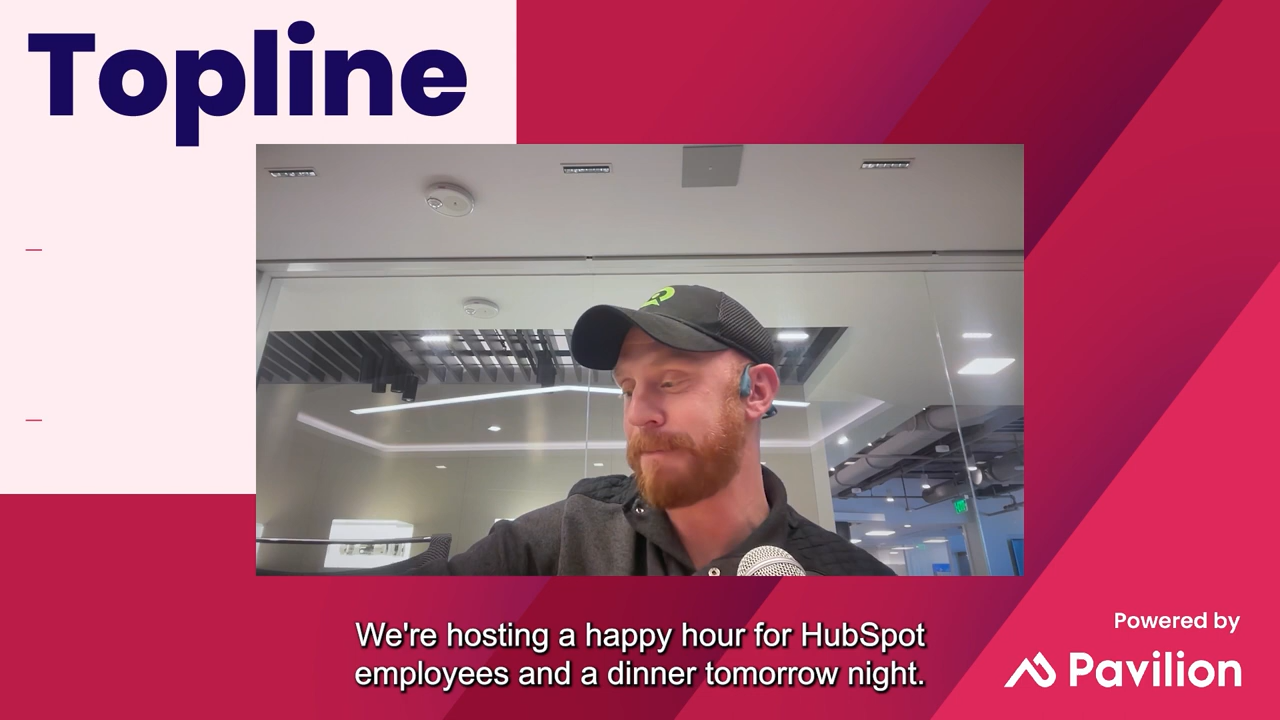 Topline
We're hosting a happy hour for HubSpot
employees and a dinner tomorrow night.
Powered by
Pavilion